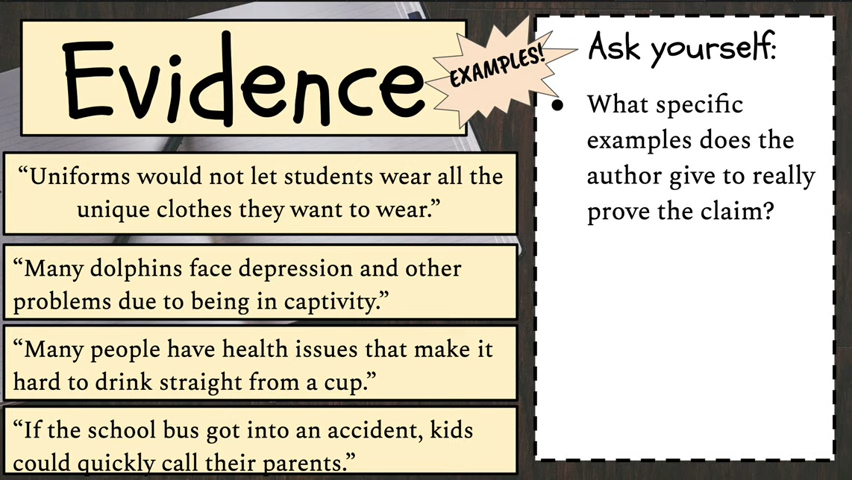 Evidence
EXAMPLES!
“Uniforms would not let students wear all the
unique clothes they want to wear.”
“Many dolphins face depression and other
problems due to being in captivity.”
“Many people have health issues that make it
hard to drink straight from a cup.”
“If the school bus got into an accident, kids
could quickly call their parents.”
Ask yourself:
● What specific
examples does the
author give to really
prove the claim?